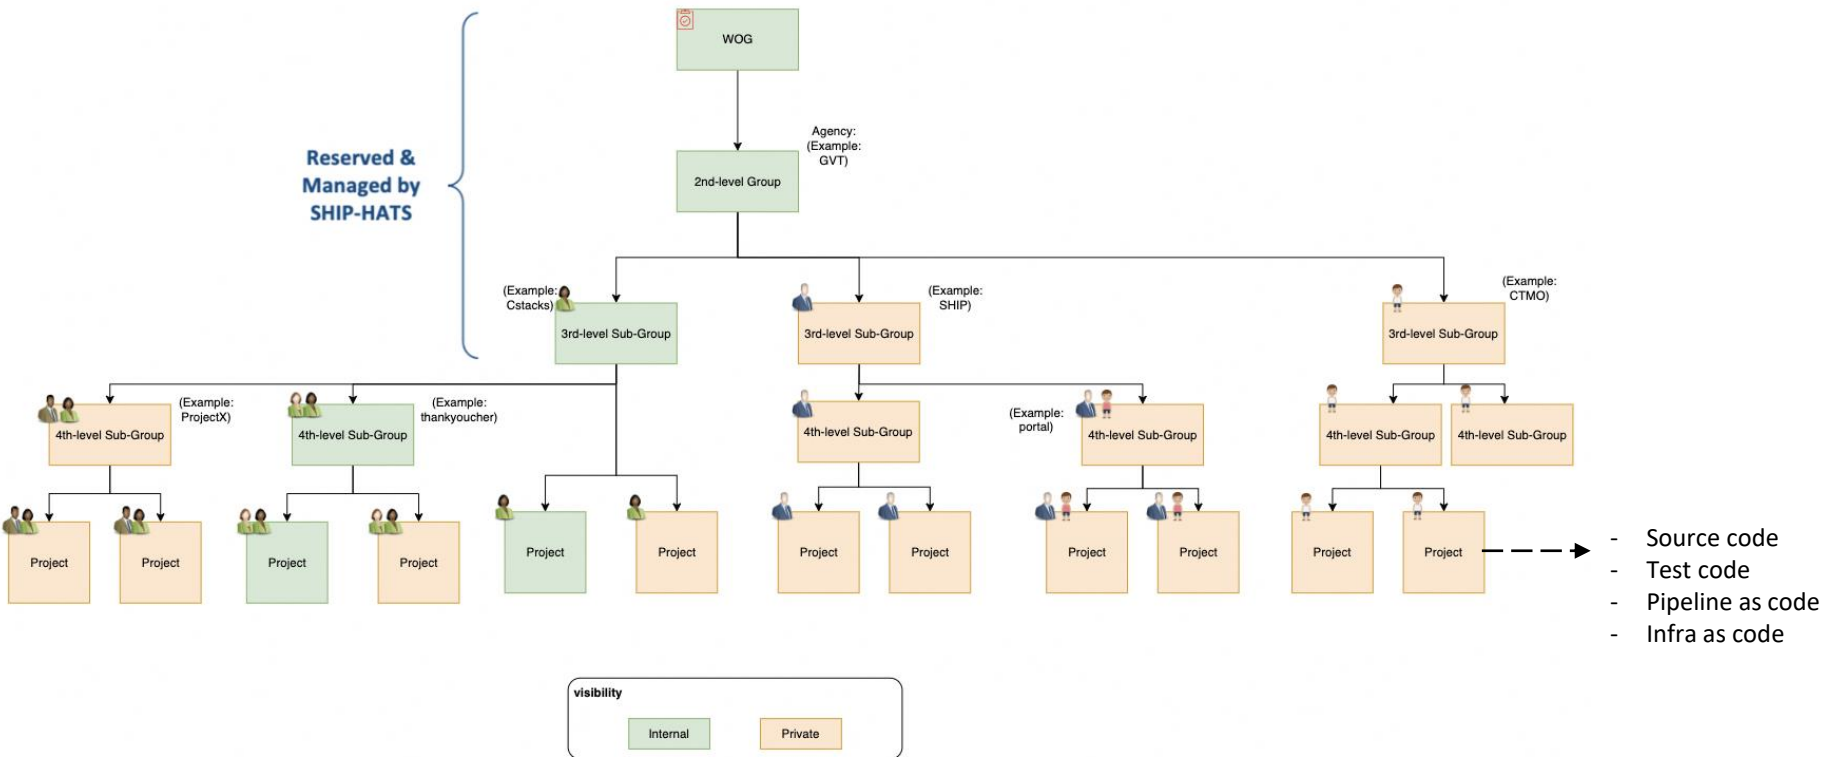 WOG
Agency:
(Example:
GVT)
Reserved &
Managed by
SHIP-HATS
2nd-level Group
(Example:
Cstacks)
(Example:
SHIP)
(Example:
CTMO)
3rd-level Sub-Group
3rd-level Sub-Group
3rd-level Sub-Group
(Example:
ProjectX)
(Example:
thankyoucher)
(Example:
portal)
4th-level Sub-Group
4th-level Sub-Group
4th-level Sub-Group
4th-level Sub-Group
4th-level Sub-Group
4th-level Sub-Group
Project
Project
Project
Project
Project
Project
Project
Project
Project
Project
Project
Project
- Source code
- Test code
- Pipeline as code
- Infra as code
visibility
Internal
Private